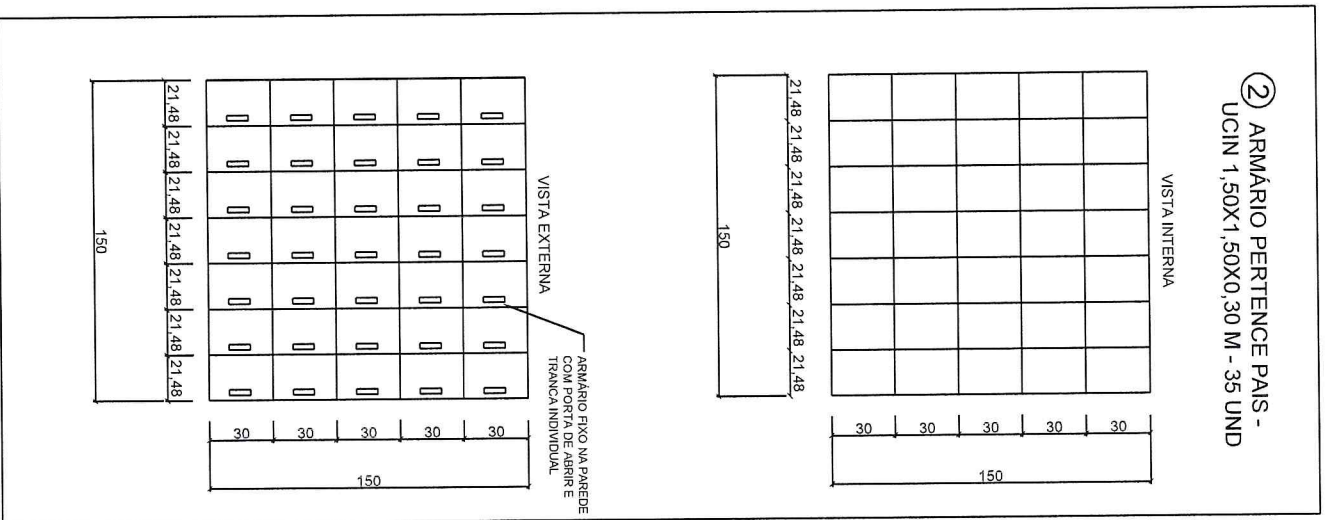 ② ARMÁRIO PERTENCE PAIS -
UCIN 1,50X1,50X0,30 M - 35 UND
VISTA INTERNA
21,48 21,48 21,48 21,48 21,48 21,48 21,48
150
30 30 30 30 30
150
VISTA EXTERNA
21,48 21,48 21,48 21,48 21,48 21,48 21,48
150
30 30 30 30 30
150
ARMÁRIO FIXO NA PAREDE
COM PORTA DE ABRIR E
TRANCA INDIVIDUAL